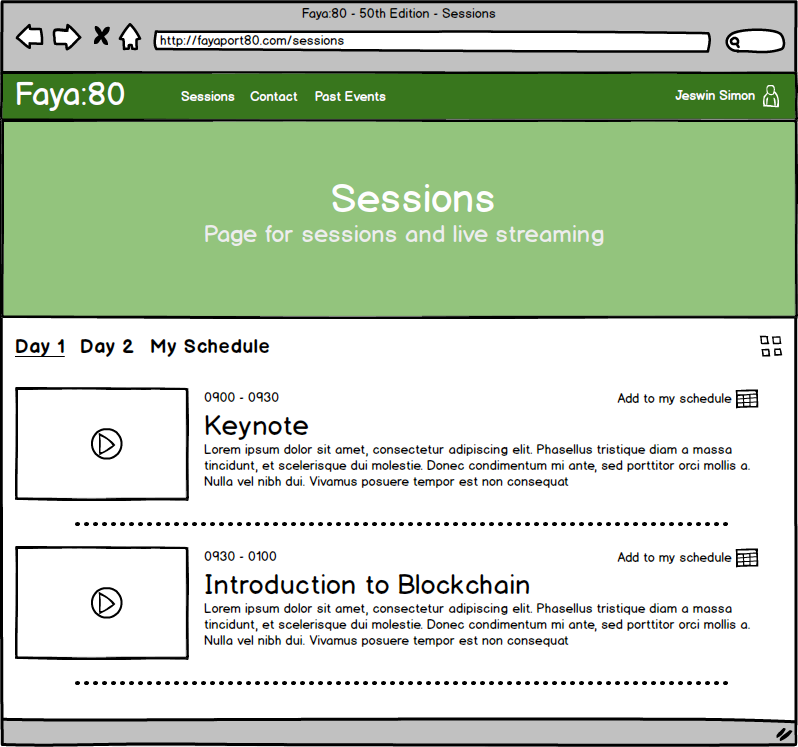 Faya:80 - 50th Edition - Sessions
http://fayaport80.com/sessions
Faya:80 Sessions Contact Past Events Jeswin Simon
Sessions
Page for sessions and live streaming
Day 1 Day 2 My Schedule
0900 - 0930 Add to my schedule
Keynote
Lorem ipsum dolor sit amet, consectetur adipiscing elit. Phasellus tristique diam a massa
tincidunt, et scelerisque dui molestie. Donec condimentum mi ante, sed porttitor orci mollis a.
Nulla vel nibh dui. Vivamus posuere tempor est non consequat
0930 - 0100 Add to my schedule
Introduction to Blockchain
Lorem ipsum dolor sit amet, consectetur adipiscing elit. Phasellus tristique diam a massa
tincidunt, et scelerisque dui molestie. Donec condimentum mi ante, sed porttitor orci mollis a.
Nulla vel nibh dui. Vivamus posuere tempor est non consequat